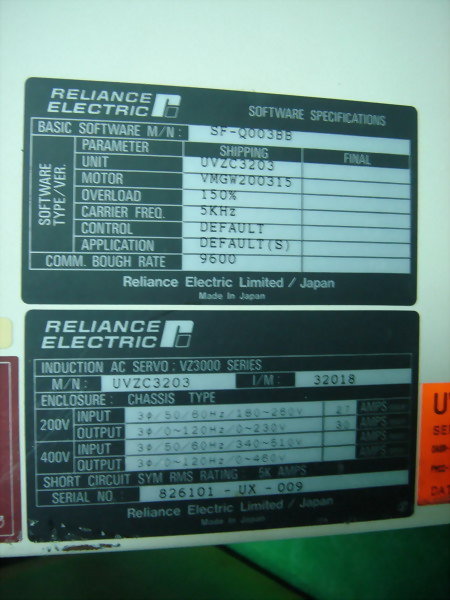 RELIANCE
ELECTRIC
SOFTWARE SPECIFICATIONS
BASIC SOFTWARE M/N: SF-Q003BB
SOFTWARE TYPE/VER.
PARAMETER SHIPPING FINAL
UNIT UVZC3203
MOTOR VMGW200315
OVERLOAD 150%
CARRIER FREQ. 5KHz
CONTROL DEFAULT
APPLICATION DEFAULT(S)
COMM. BOUGH RATE 9600
Reliance Electric Limited / Japan
Made in Japan
RELIANCE
ELECTRIC
INDUCTION AC SERVO: VZ3000 SERIES
M/N: UVZC3203 I/M: 32018
ENCLOSURE: CHASSIS TYPE
200V INPUT 3Φ/50/60Hz/180~260V 27 AMPS
OUTPUT 3Φ/0~120Hz/0~230V 30 AMPS
400V INPUT 3Φ/50/60Hz/340~510V AMPS
OUTPUT 3Φ/0~120Hz/0~460V AMPS
SHORT CIRCUIT SYM RMS RATING 5K AMPS
SERIAL NO.: 826101 - UX - 009
Reliance Electric Limited / Japan
Made in Japan